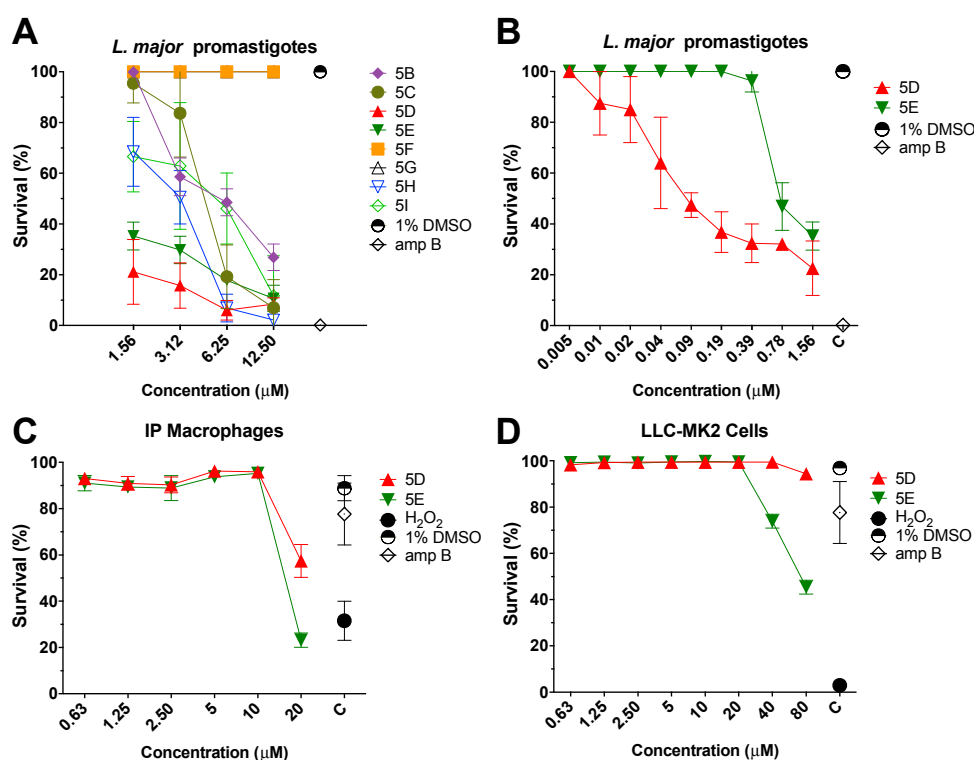 A
L. major promastigotes
Survival (%)
100
80
60
40
20
0
1.56
3.12
6.25
12.50
Concentration (μM)
5B
5C
5D
5E
5F
5G
5H
5I
1% DMSO
amp B
B
L. major promastigotes
Survival (%)
100
80
60
40
20
0
0.005
0.01
0.02
0.04
0.09
0.19
0.39
0.78
1.56
C
Concentration (μM)
5D
5E
1% DMSO
amp B
C
IP Macrophages
Survival (%)
100
80
60
40
20
0
0.63
1.25
2.50
5
10
20
C
Concentration (μM)
5D
5E
H₂O₂
1% DMSO
amp B
D
LLC-MK2 Cells
Survival (%)
100
80
60
40
20
0
0.63
1.25
2.50
5
10
20
40
80
C
Concentration (μM)
5D
5E
H₂O₂
1% DMSO
amp B